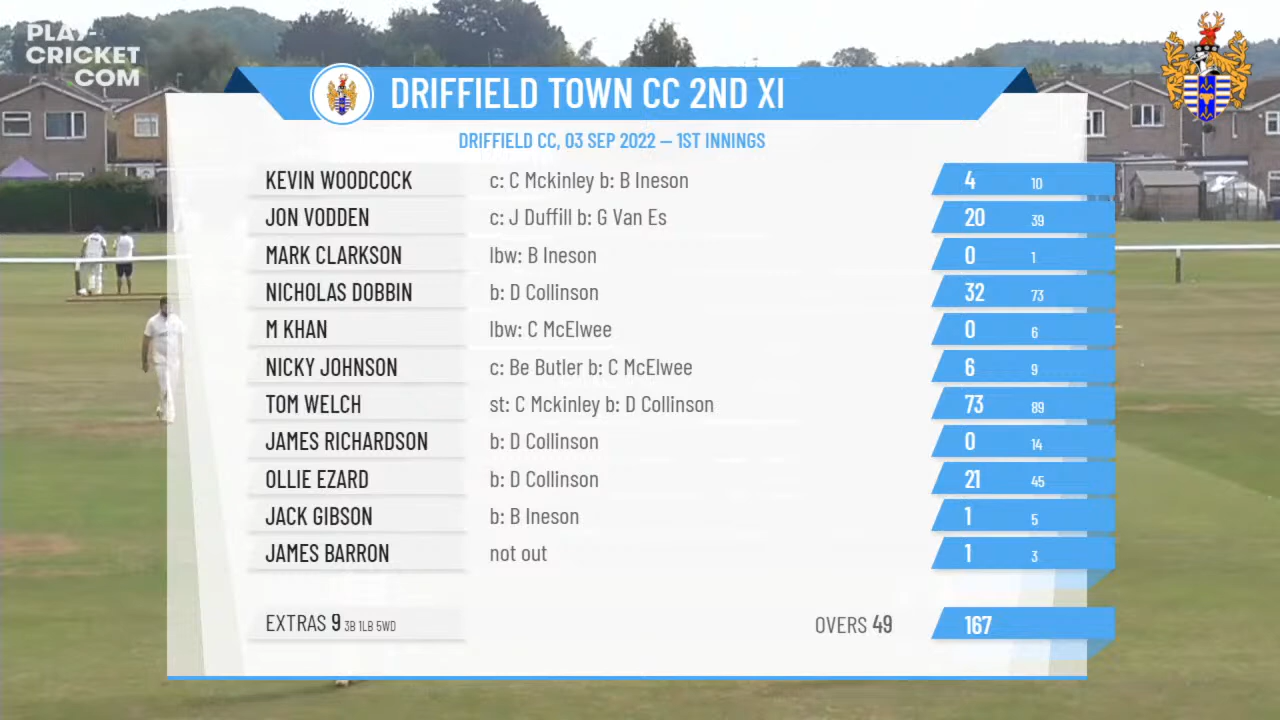 PLAY-
CRICKET
COM
DRIFFIELD TOWN CC 2ND XI
DRIFFIELD CC, 03 SEP 2022 – 1ST INNINGS
KEVIN WOODCOCK c: C Mckinley b: B Ineson 4 10
JON VODDEN c: J Duffill b: G Van Es 20 39
MARK CLARKSON lbw: B Ineson 0 1
NICHOLAS DOBBIN b: D Collinson 32 73
M KHAN lbw: C McElwee 0 6
NICKY JOHNSON c: Be Butler b: C McElwee 6 9
TOM WELCH st: C Mckinley b: D Collinson 73 89
JAMES RICHARDSON b: D Collinson 0 14
OLLIE EZARD b: D Collinson 21 45
JACK GIBSON b: B Ineson 1 5
JAMES BARRON not out 1 3
EXTRAS 9 3B 1LB 5WD OVERS 49 167